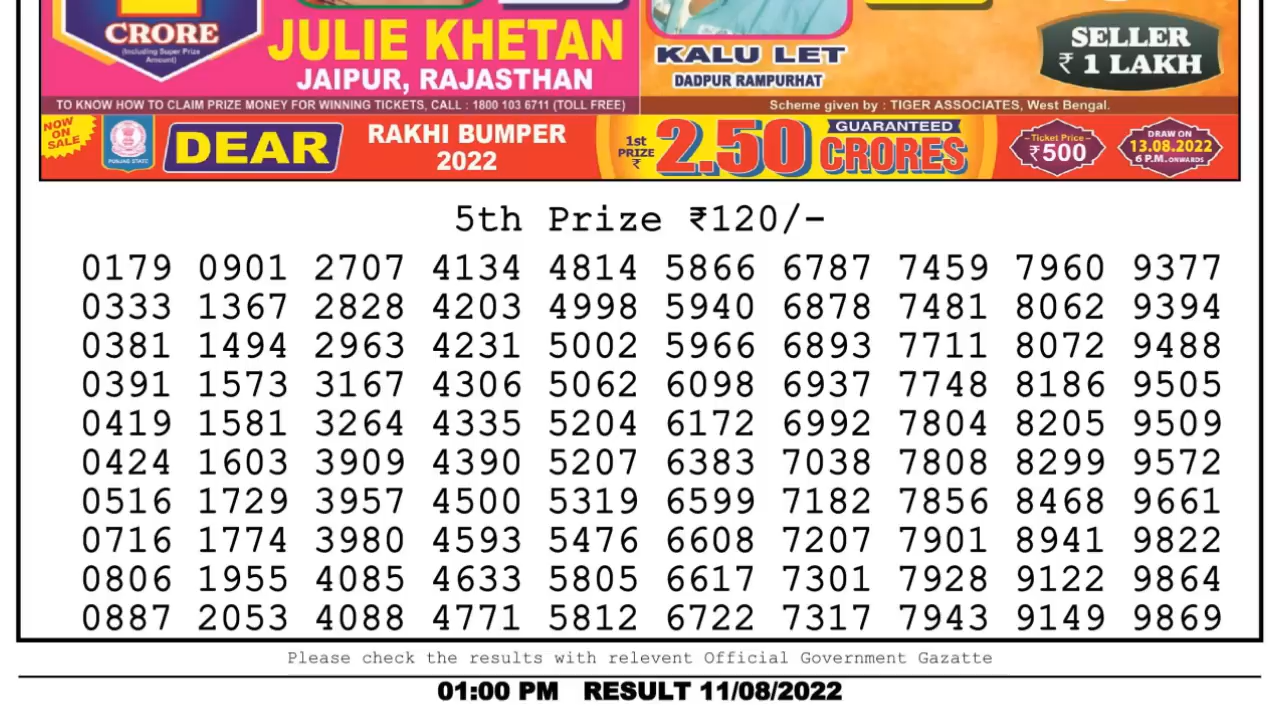 CRORE
(Including Super Prize
Amount)
JULIE KHETAN
JAIPUR, RAJASTHAN
KALU LET
DADPUR RAMPURHAT
SELLER
₹ 1 LAKH
TO KNOW HOW TO CLAIM PRIZE MONEY FOR WINNING TICKETS, CALL : 1800 103 6711 (TOLL FREE)
Scheme given by : TIGER ASSOCIATES, West Bengal.
NOW
ON
SALE
PUNJAB STATE
DEAR
RAKHI BUMPER
2022
1st
PRIZE
₹
2.50
GUARANTEED
CRORES
Ticket Price
₹500
DRAW ON
13.08.2022
6 P.M. ONWARDS
5th Prize ₹120/-
0179 0901 2707 4134 4814 5866 6787 7459 7960 9377
0333 1367 2828 4203 4998 5940 6878 7481 8062 9394
0381 1494 2963 4231 5002 5966 6893 7711 8072 9488
0391 1573 3167 4306 5062 6098 6937 7748 8186 9505
0419 1581 3264 4335 5204 6172 6992 7804 8205 9509
0424 1603 3909 4390 5207 6383 7038 7808 8299 9572
0516 1729 3957 4500 5319 6599 7182 7856 8468 9661
0716 1774 3980 4593 5476 6608 7207 7901 8941 9822
0806 1955 4085 4633 5805 6617 7301 7928 9122 9864
0887 2053 4088 4771 5812 6722 7317 7943 9149 9869
Please check the results with relevent Official Government Gazatte
01:00 PM RESULT 11/08/2022